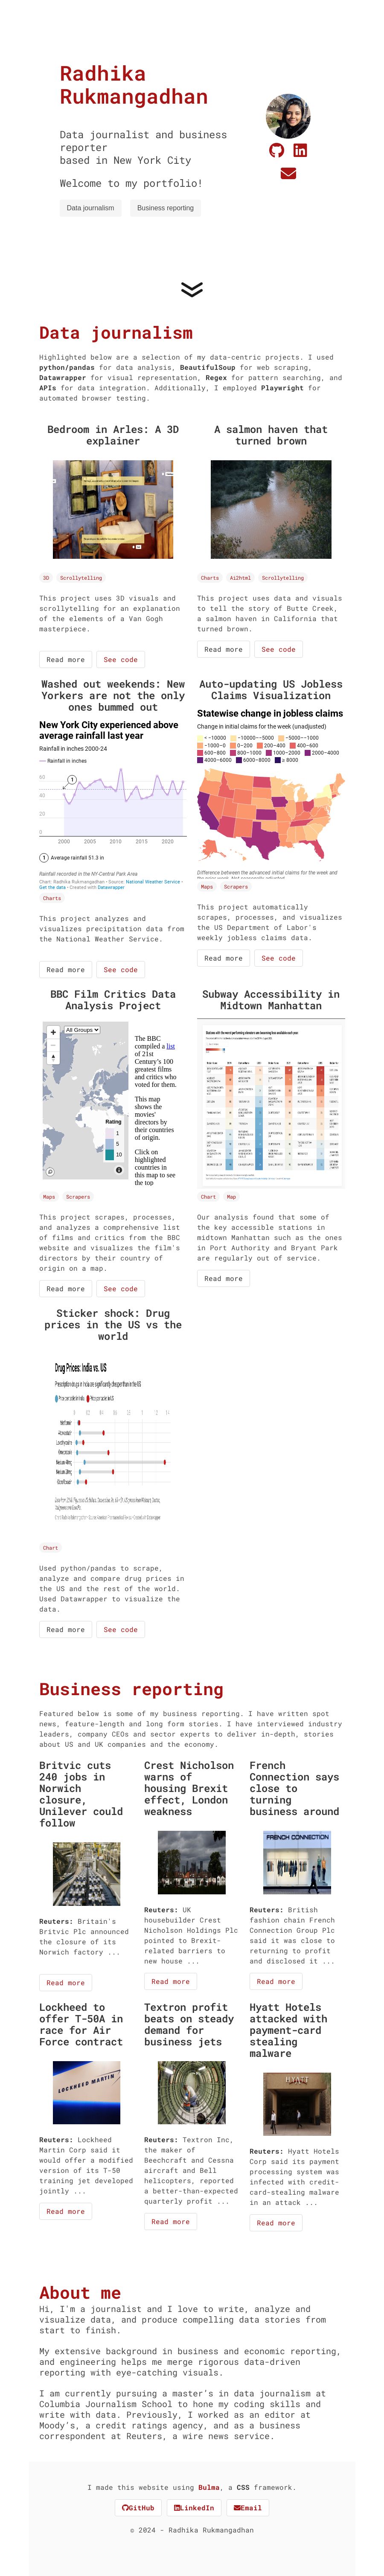 Radhika
Rukmangadhan
Data journalist and business
reporter
based in New York City
Welcome to my portfolio!
Data journalism
Business reporting
Data journalism
Highlighted below are a selection of my data-centric projects. I used
python/pandas for data analysis, BeautifulSoup for web scraping,
Datawrapper for visual representation, Regex for pattern searching, and
APIs for data integration. Additionally, I employed Playwright for
automated browser testing.
Bedroom in Arles: A 3D
explainer
3D
Scrollytelling
This project uses 3D visuals and
scrollytelling for an explanation
of the elements of a Van Gogh
masterpiece.
Read more
See code
A salmon haven that
turned brown
Charts
Ai2html
Scrollytelling
This project uses data and visuals
to tell the story of Butte Creek,
a salmon haven in California that
turned brown.
Read more
See code
Washed out weekends: New
Yorkers are not the only
ones bummed out
New York City experienced above
average rainfall last year
Rainfall in inches 2000-24
Average rainfall in inches
60
40
20
0
1
2000
2005
2010
2015
2020
1 Average rainfall 51.3 in
Rainfall recorded in the NY-Central Park Area
Chart: Radhika Rukmangadhan • Source: National Weather Service •
Get the data • Created with Datawrapper
Charts
This project analyzes and
visualizes precipitation data from
the National Weather Service.
Read more
See code
Auto-updating US Jobless
Claims Visualization
Statewide change in jobless claims
Change in initial claims for the week (unadjusted)
< −10000
−10000–−5000
−5000–−1000
−1000–0
0–200
200–400
400–600
600–800
800–1000
1000–2000
2000–4000
4000–6000
6000–8000
≥ 8000
Difference between the advanced initial claims for the week and
Maps
Scrapers
This project automatically
scrapes, processes, and visualizes
the US Department of Labor's
weekly jobless claims data.
Read more
See code
BBC Film Critics Data
Analysis Project
All Groups
Rating
1
5
10
The BBC
compiled a list
of 21st
Century's 100
greatest films
and critics who
voted for them.
This map
shows the
movies'
directors by
their countries
of origin.
Click on
highlighted
countries in
this map to see
the top
Maps
Scrapers
This project scrapes, processes,
and analyzes a comprehensive list
of films and critics from the BBC
website and visualizes the film's
directors by their country of
origin on a map.
Read more
See code
Subway Accessibility in
Midtown Manhattan
Chart
Map
Our analysis found that some of
the key accessible stations in
midtown Manhattan such as the ones
in Port Authority and Bryant Park
are regularly out of service.
Read more
Sticker shock: Drug
prices in the US vs the
world
Drug Prices: India vs. US
Chart
Used python/pandas to scrape,
analyze and compare drug prices in
the US and the rest of the world.
Used Datawrapper to visualize the
data.
Read more
See code
Business reporting
Featured below is some of my business reporting. I have written spot
news, feature-length and long form stories. I have interviewed industry
leaders, company CEOs and sector experts to deliver in-depth, stories
about US and UK companies and the economy.
Britvic cuts
240 jobs in
Norwich
closure,
Unilever could
follow
Reuters: Britain's
Britvic Plc announced
the closure of its
Norwich factory ...
Read more
Crest Nicholson
warns of
housing Brexit
effect, London
weakness
Reuters: UK
housebuilder Crest
Nicholson Holdings Plc
pointed to Brexit-
related barriers to
new house ...
Read more
French
Connection says
close to
turning
business around
FRENCH CONNECTION
Reuters: British
fashion chain French
Connection Group Plc
said it was close to
returning to profit
and disclosed it ...
Read more
Lockheed to
offer T-50A in
race for Air
Force contract
LOCKHEED MARTIN
Reuters: Lockheed
Martin Corp said it
would offer a modified
version of its T-50
training jet developed
jointly ...
Read more
Textron profit
beats on steady
demand for
business jets
Reuters: Textron Inc,
the maker of
Beechcraft and Cessna
aircraft and Bell
helicopters, reported
a better-than-expected
quarterly profit ...
Read more
Hyatt Hotels
attacked with
payment-card
stealing
malware
HYATT
Reuters: Hyatt Hotels
Corp said its payment
processing system was
infected with credit-
card-stealing malware
in an attack ...
Read more
About me
Hi, I'm a journalist and I love to write, analyze and
visualize data, and produce compelling data stories from
start to finish.
My extensive background in business and economic reporting,
and engineering helps me merge rigorous data-driven
reporting with eye-catching visuals.
I am currently pursuing a master's in data journalism at
Columbia Journalism School to hone my coding skills and
write with data. Previously, I worked as an editor at
Moody's, a credit ratings agency, and as a business
correspondent at Reuters, a wire news service.
I made this website using Bulma, a CSS framework.
GitHub
LinkedIn
Email
© 2024 - Radhika Rukmangadhan